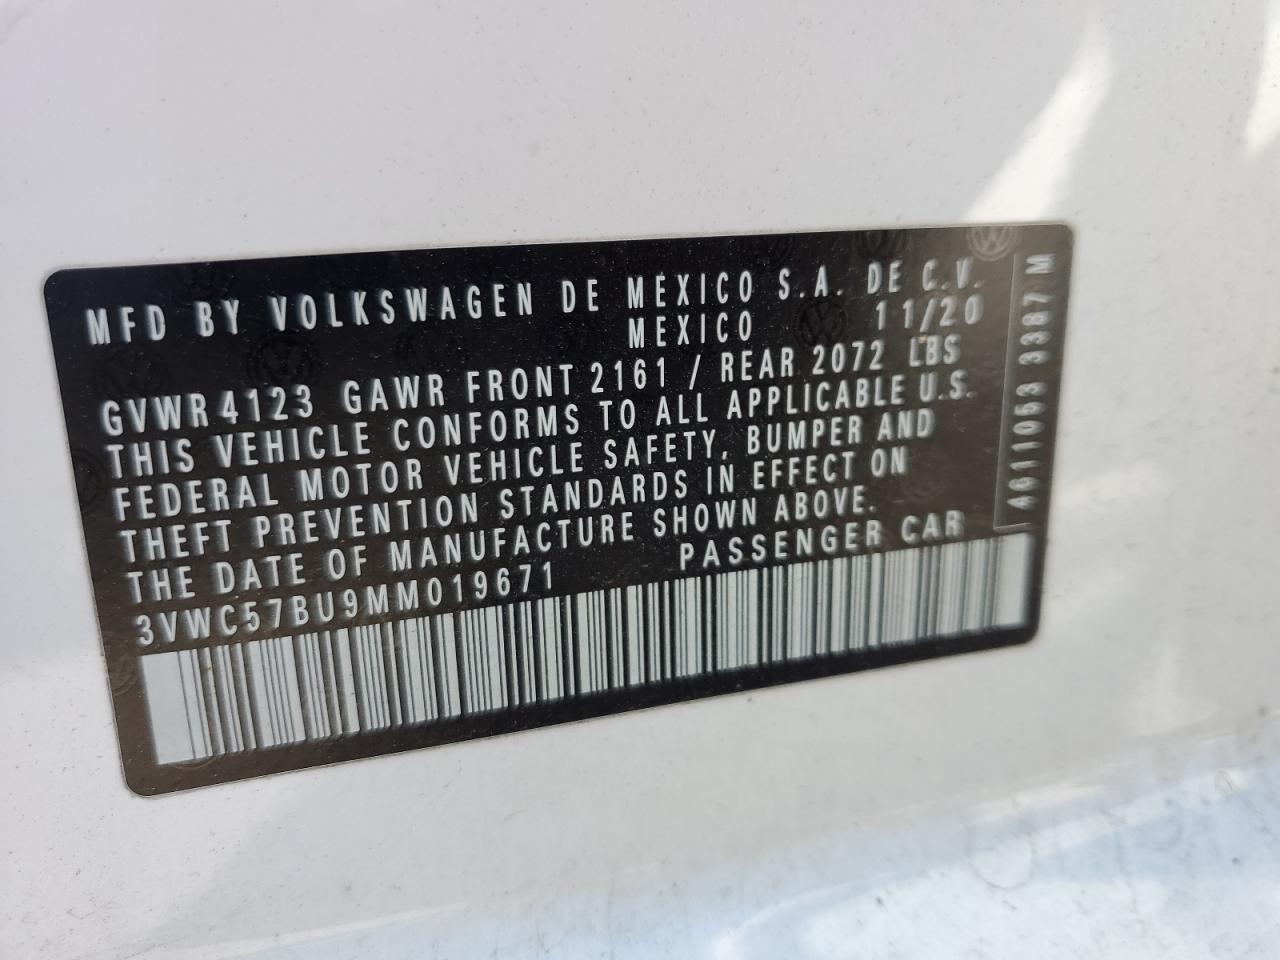 MFD BY VOLKSWAGEN DE MEXICO S.A. DE C.V.
MEXICO 11/20
GVWR 4123 GAWR FRONT 2161 / REAR 2072 LBS
THIS VEHICLE CONFORMS TO ALL APPLICABLE U.S.
FEDERAL MOTOR VEHICLE SAFETY, BUMPER AND
THEFT PREVENTION STANDARDS IN EFFECT ON
THE DATE OF MANUFACTURE SHOWN ABOVE.
3VWC57BU9MM019671 PASSENGER CAR
4G11053 3387 M